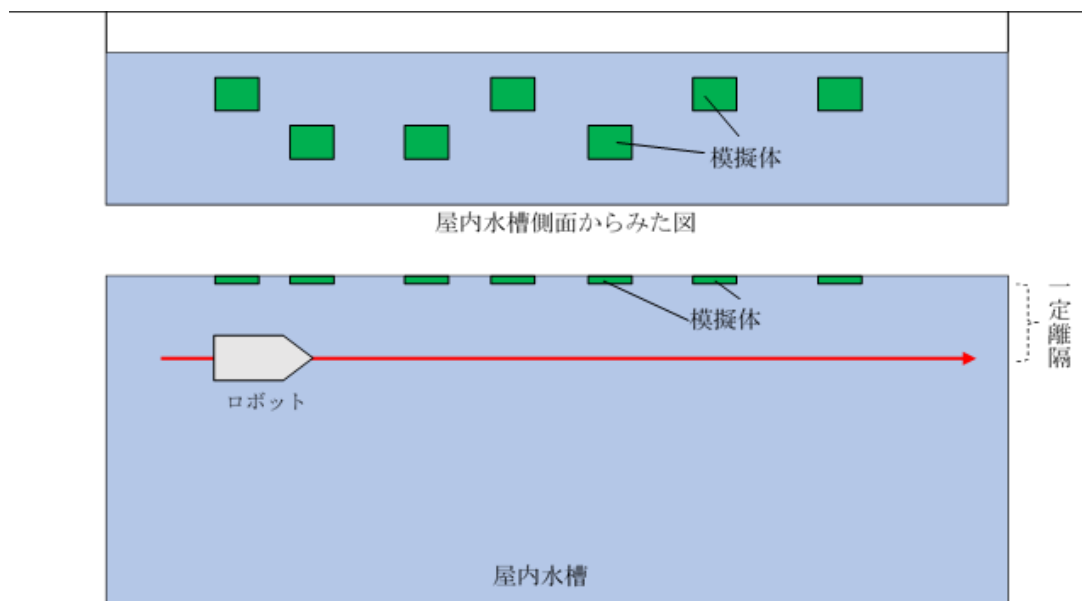 模擬体
屋内水槽側面からみた図
模擬体
一定離隔
ロボット
屋内水槽